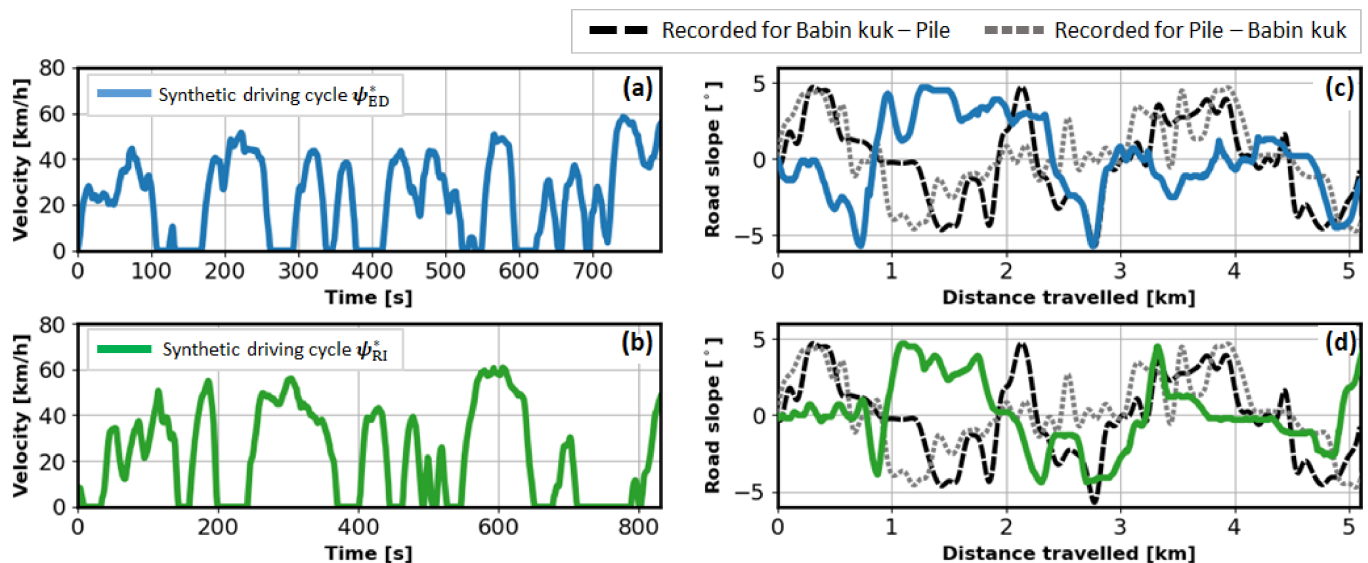 Recorded for Babin kuk – Pile Recorded for Pile – Babin kuk
Synthetic driving cycle ψ*ED
(a)
Velocity [km/h]
80
60
40
20
0
0 100 200 300 400 500 600 700
Time [s]
(c)
Road slope [°]
5
0
−5
0 1 2 3 4 5
Distance travelled [km]
Synthetic driving cycle ψ*RI
(b)
Velocity [km/h]
80
60
40
20
0
0 200 400 600 800
Time [s]
(d)
Road slope [°]
5
0
−5
0 1 2 3 4 5
Distance travelled [km]